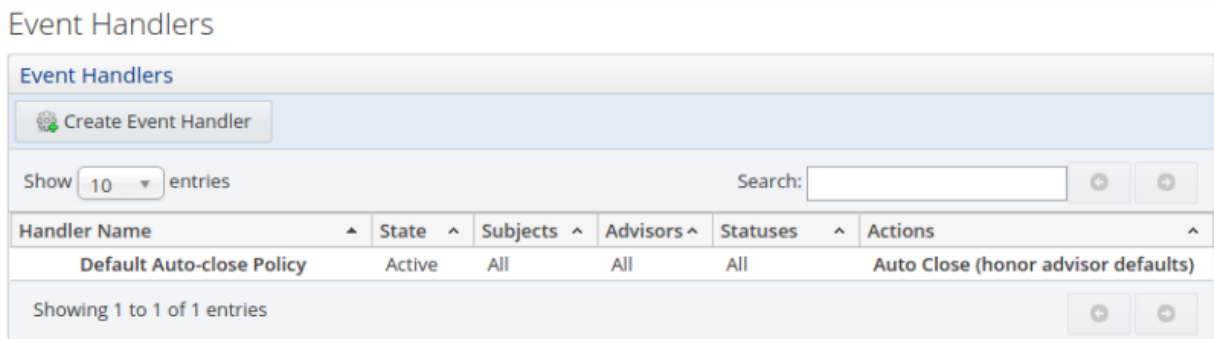 Event Handlers
Event Handlers
Create Event Handler
Show 10 entries Search:
Handler Name State Subjects Advisors Statuses Actions
Default Auto-close Policy Active All All All Auto Close (honor advisor defaults)
Showing 1 to 1 of 1 entries